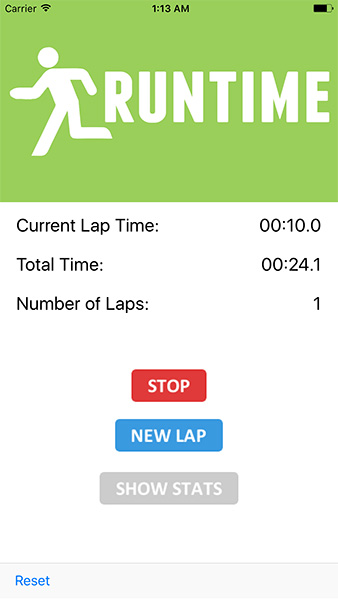 Carrier 1:13 AM
RUNTIME
Current Lap Time: 00:10.0
Total Time: 00:24.1
Number of Laps: 1
STOP
NEW LAP
SHOW STATS
Reset